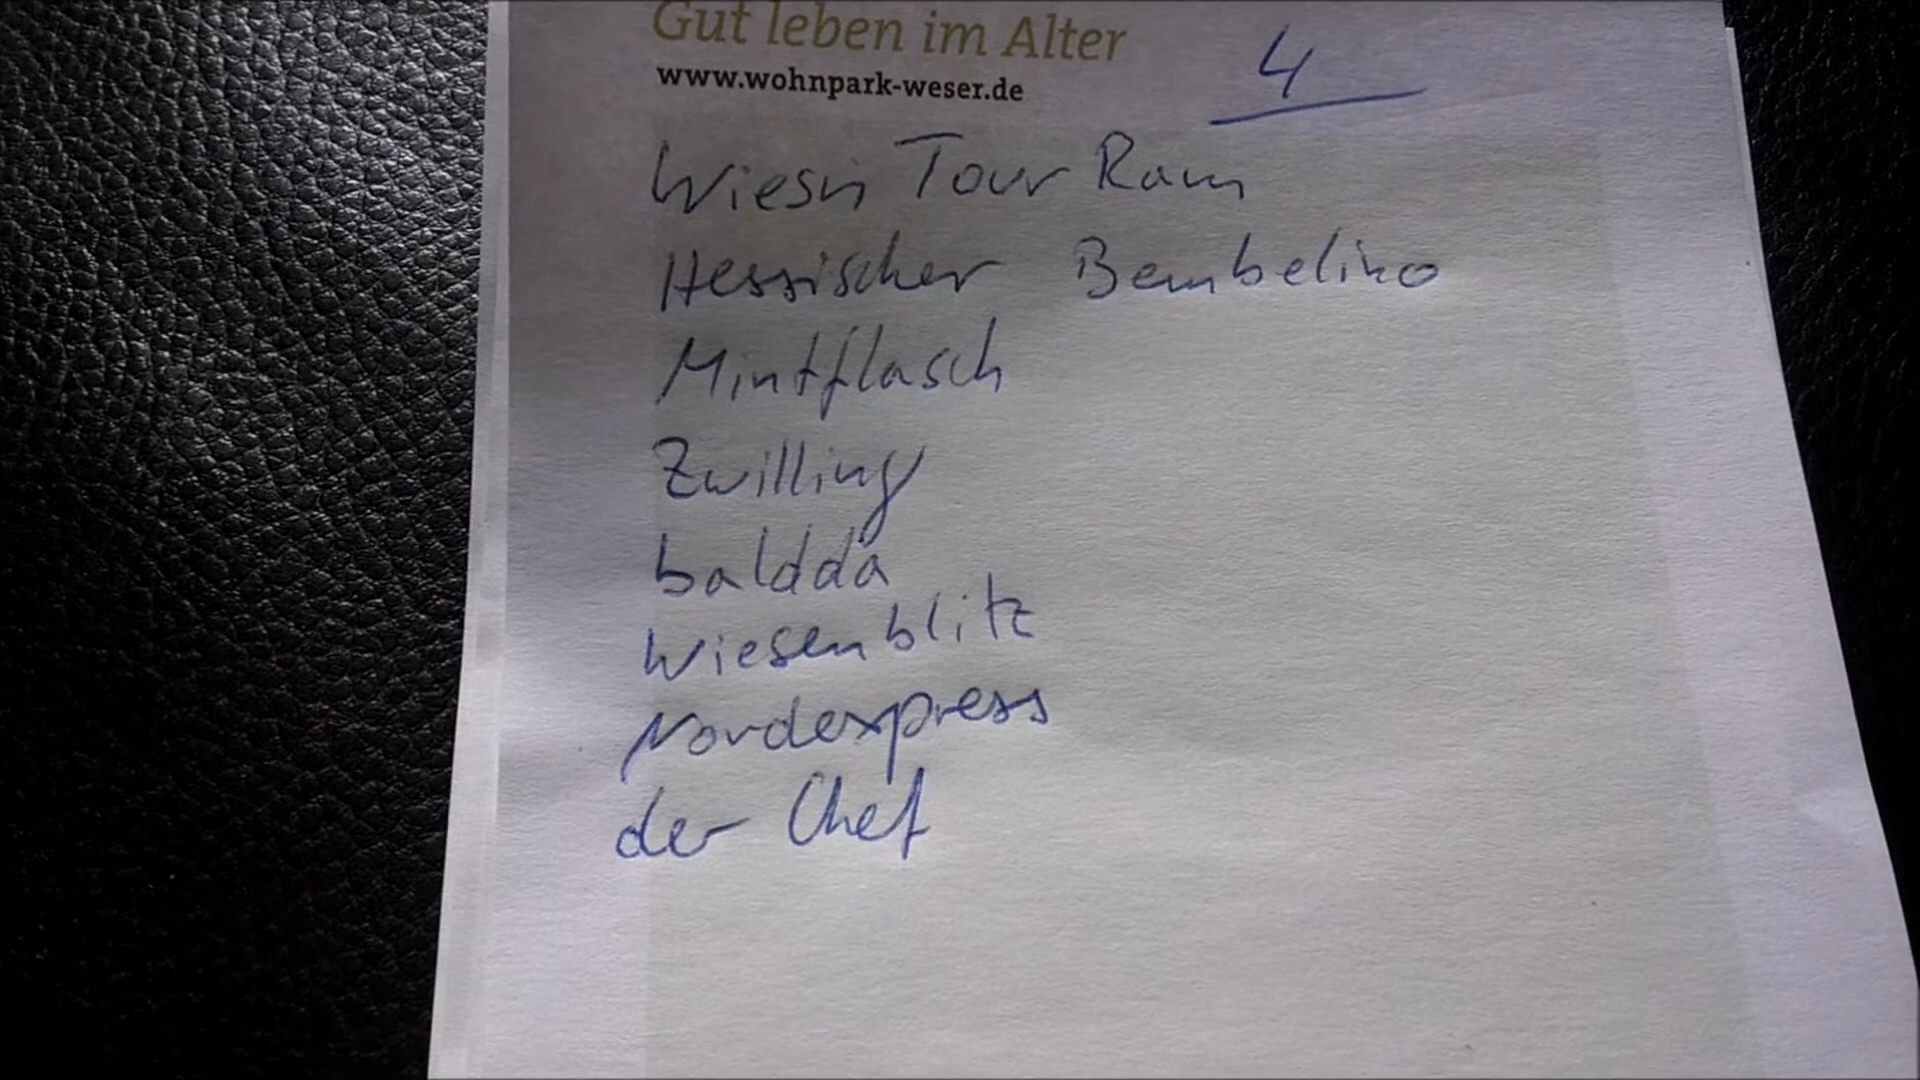 Gut leben im Alter
www.wohnpark-weser.de
4
Wiesn Tour Ram
Hessischer Bembelino
Mintflasch
Zwilling
baldda
Wiesenblitz
Nordexpress
der Chef